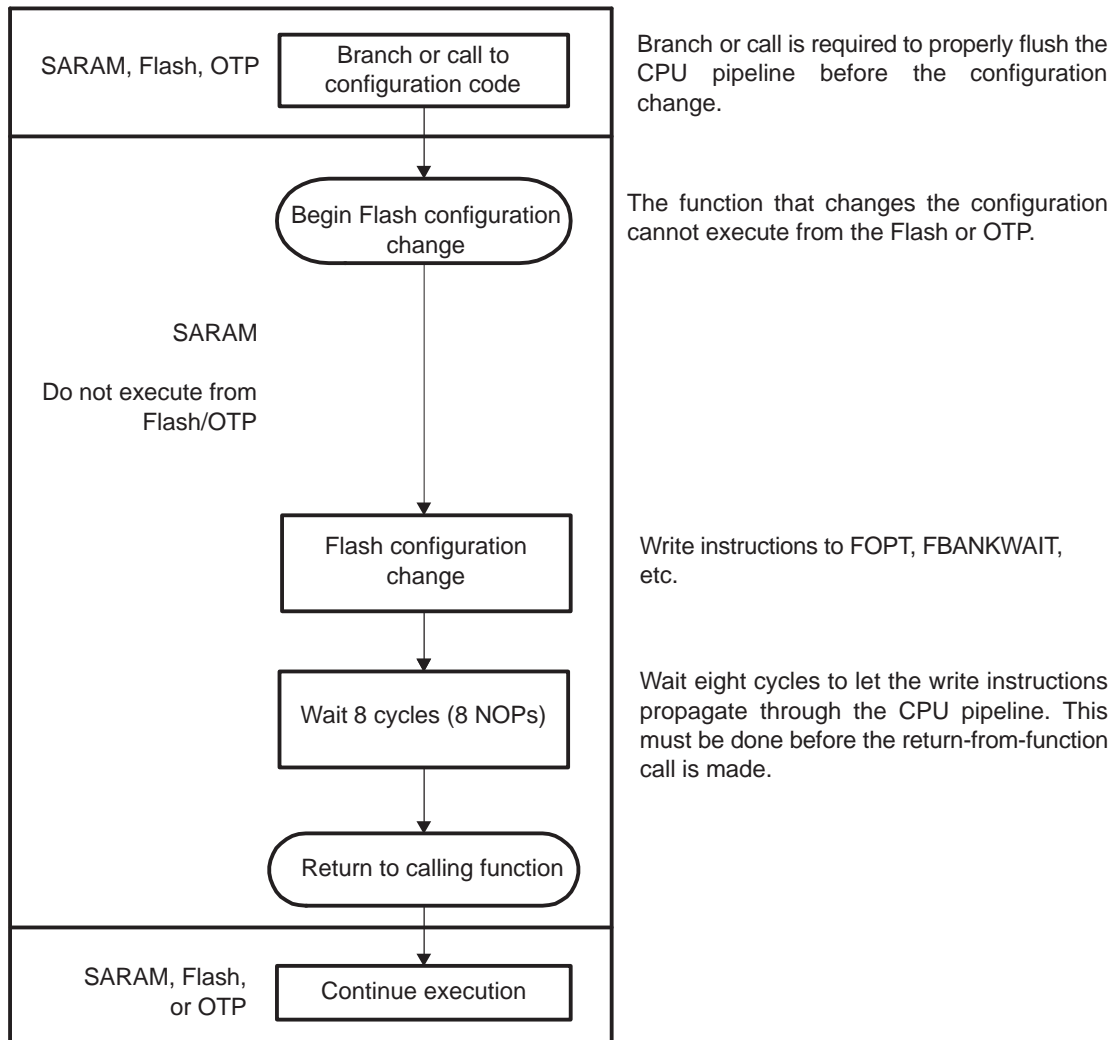 SARAM, Flash, OTP
Branch or call to
configuration code
Branch or call is required to properly flush the
CPU pipeline before the configuration
change.
Begin Flash configuration
change
The function that changes the configuration
cannot execute from the Flash or OTP.
SARAM
Do not execute from
Flash/OTP
Flash configuration
change
Write instructions to FOPT, FBANKWAIT,
etc.
Wait 8 cycles (8 NOPs)
Wait eight cycles to let the write instructions
propagate through the CPU pipeline. This
must be done before the return-from-function
call is made.
Return to calling function
SARAM, Flash,
or OTP
Continue execution